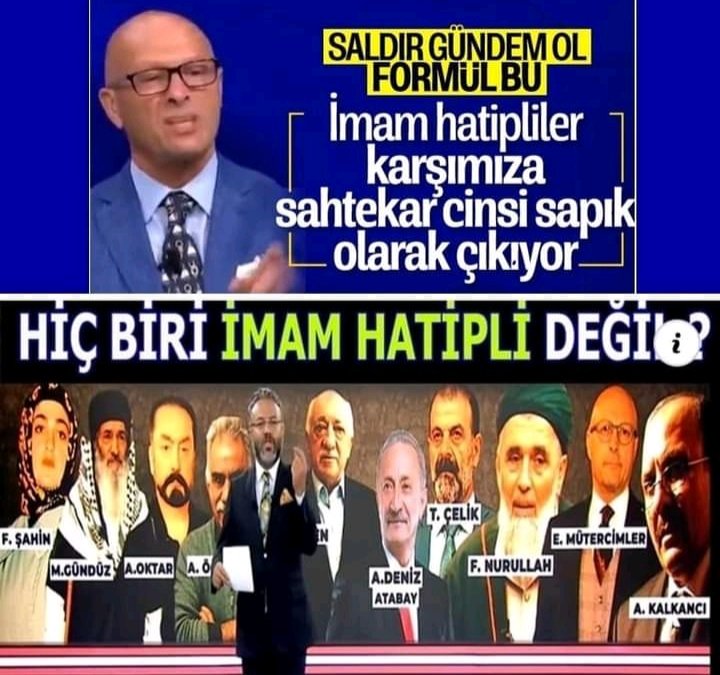 SALDIR GÜNDEM OL
FORMÜL BU
İmam hatipliler
karşımıza
sahtekar cinsi sapık
olarak çıkıyor
HİÇ BİRİ İMAM HATİPLİ
F. ŞAHİN
M.GÜNDÜZ
A.OKTAR
A. Ö
N
A.DENİZ
ATABAY
T. ÇELİK
F. NURULLAH
E. MÜTERCİMLER
A. KALKANCI